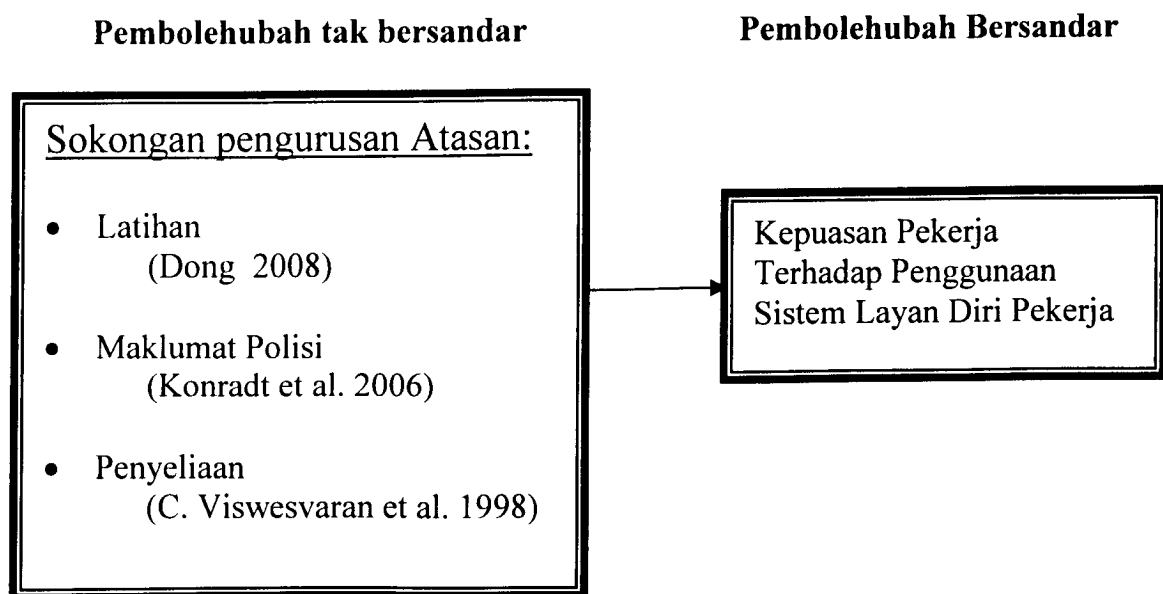 Pembolehubah tak bersandar
Pembolehubah Bersandar
Sokongan pengurusan Atasan:
• Latihan
(Dong 2008)
• Maklumat Polisi
(Konradt et al. 2006)
• Penyeliaan
(C. Viswesvaran et al. 1998)
Kepuasan Pekerja
Terhadap Penggunaan
Sistem Layan Diri Pekerja